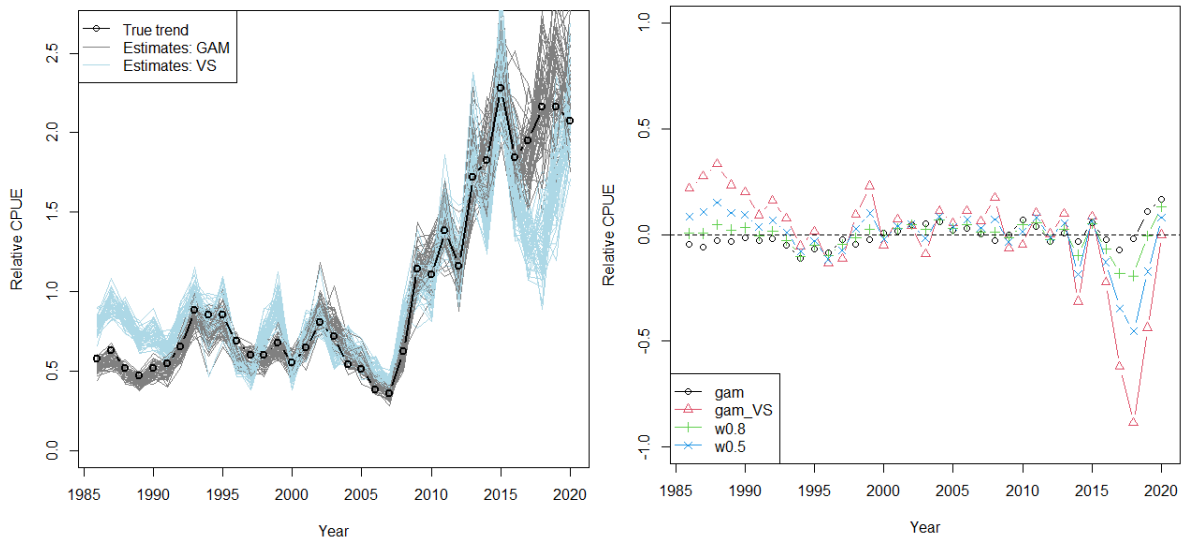 True trend
Estimates: GAM
Estimates: VS
Relative CPUE
2.5
2.0
1.5
1.0
0.5
0.0
1985 1990 1995 2000 2005 2010 2015 2020
Year
Relative CPUE
1.0
0.5
0.0
-0.5
-1.0
gam
gam_VS
w0.8
w0.5
1985 1990 1995 2000 2005 2010 2015 2020
Year